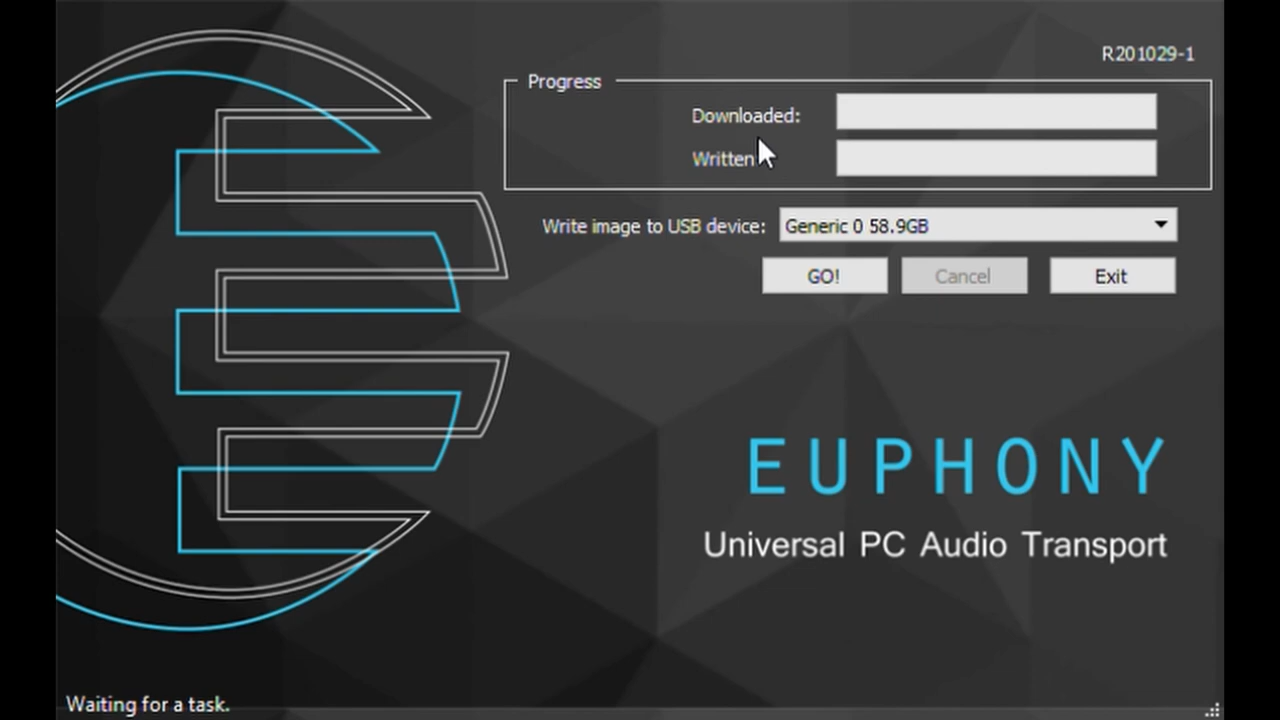 R201029-1
Progress
Downloaded:
Written
Write image to USB device: Generic 0 58.9GB
GO! Cancel Exit
EUPHONY
Universal PC Audio Transport
Waiting for a task.